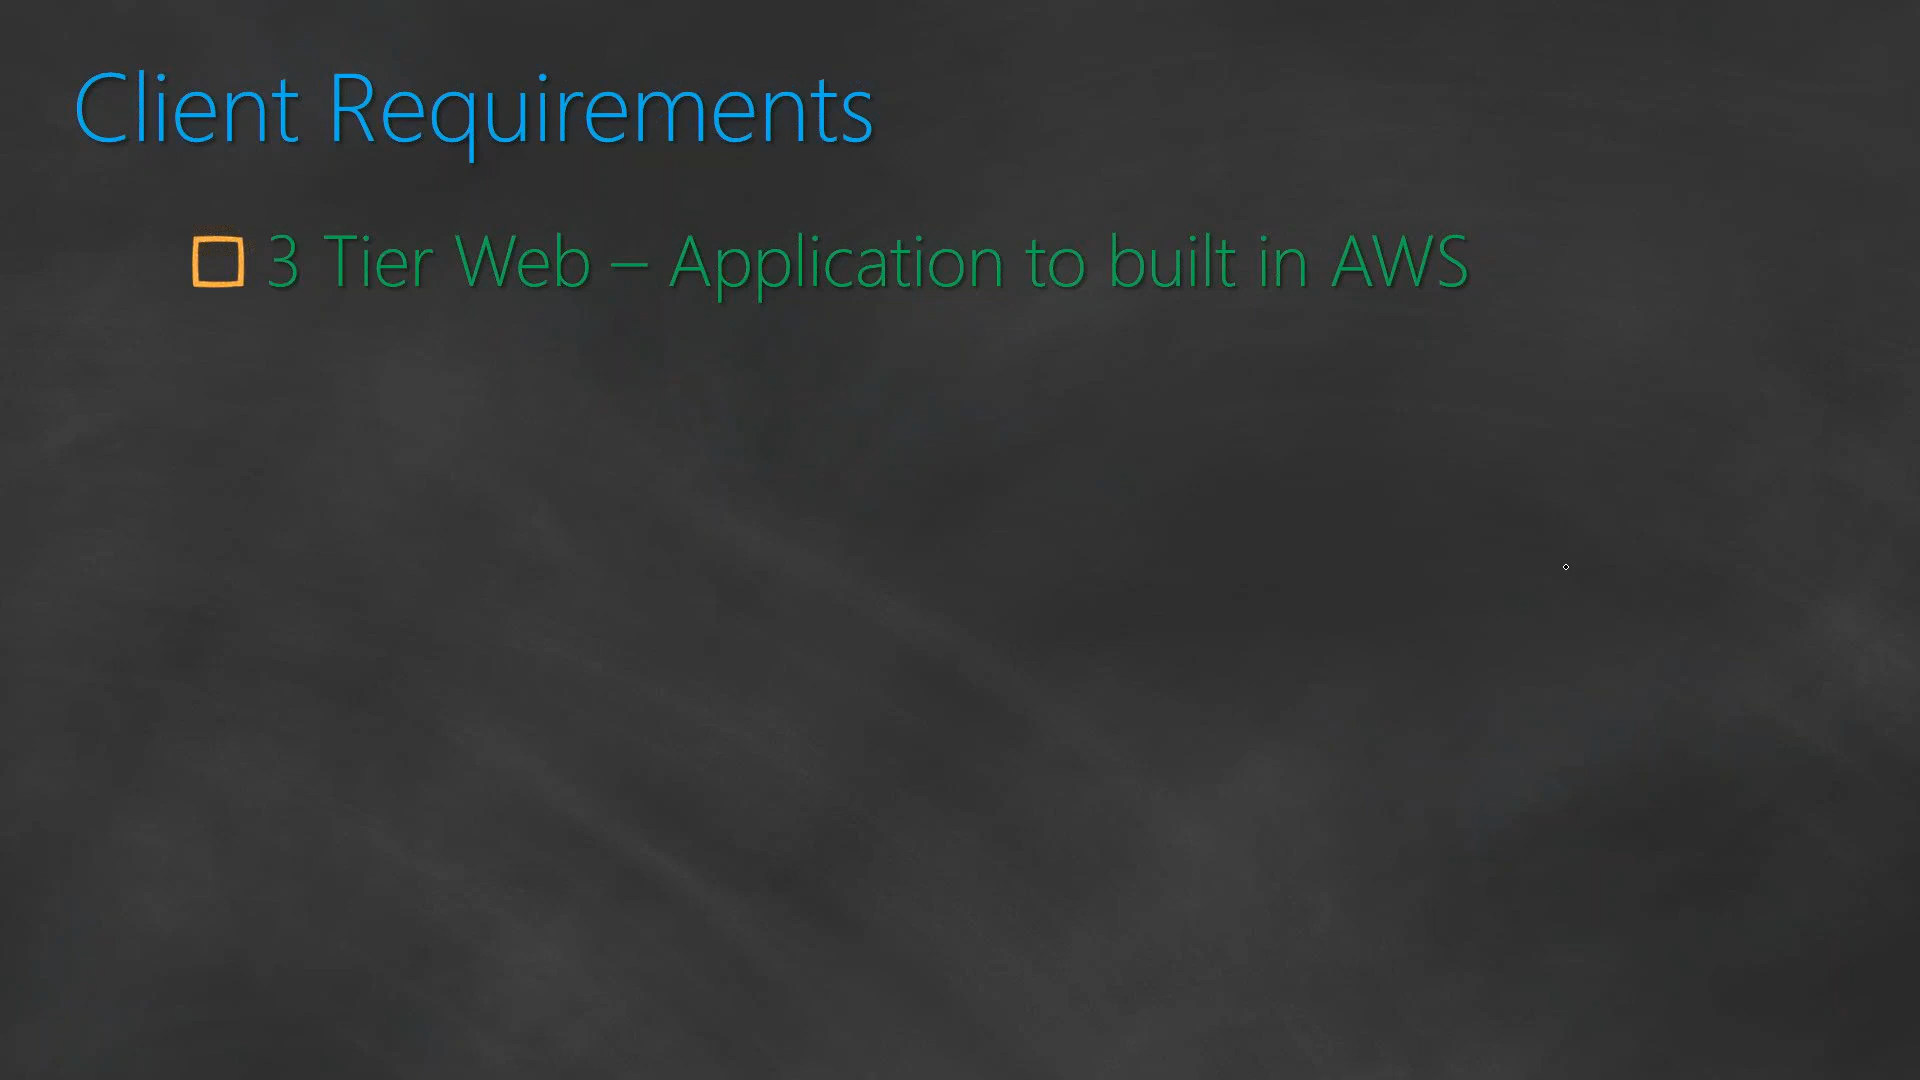 Client Requirements
3 Tier Web – Application to built in AWS